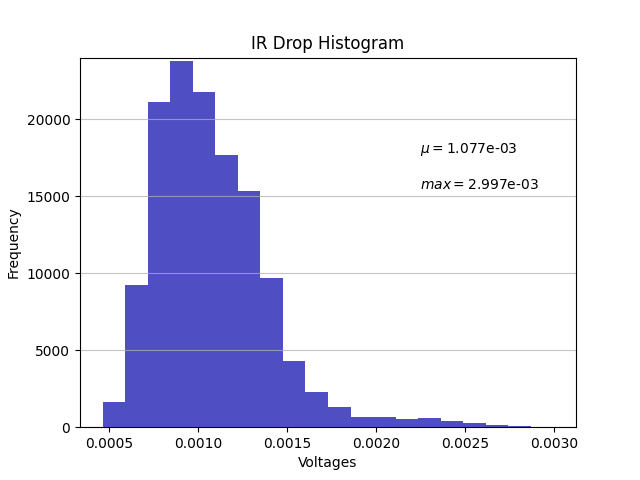 IR Drop Histogram
Frequency
20000
15000
10000
5000
0
μ = 1.077e-03
max = 2.997e-03
0.0005 0.0010 0.0015 0.0020 0.0025 0.0030
Voltages